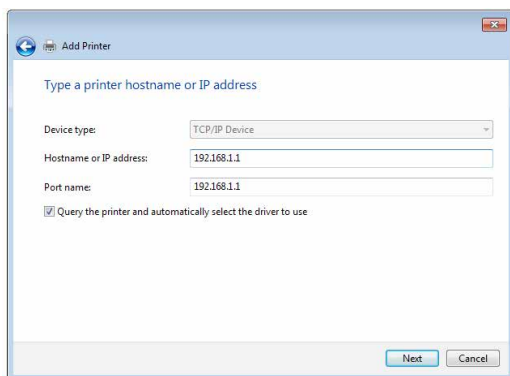 Add Printer
Type a printer hostname or IP address
Device type: TCP/IP Device
Hostname or IP address: 192.168.1.1
Port name: 192.168.1.1
Query the printer and automatically select the driver to use
Next Cancel